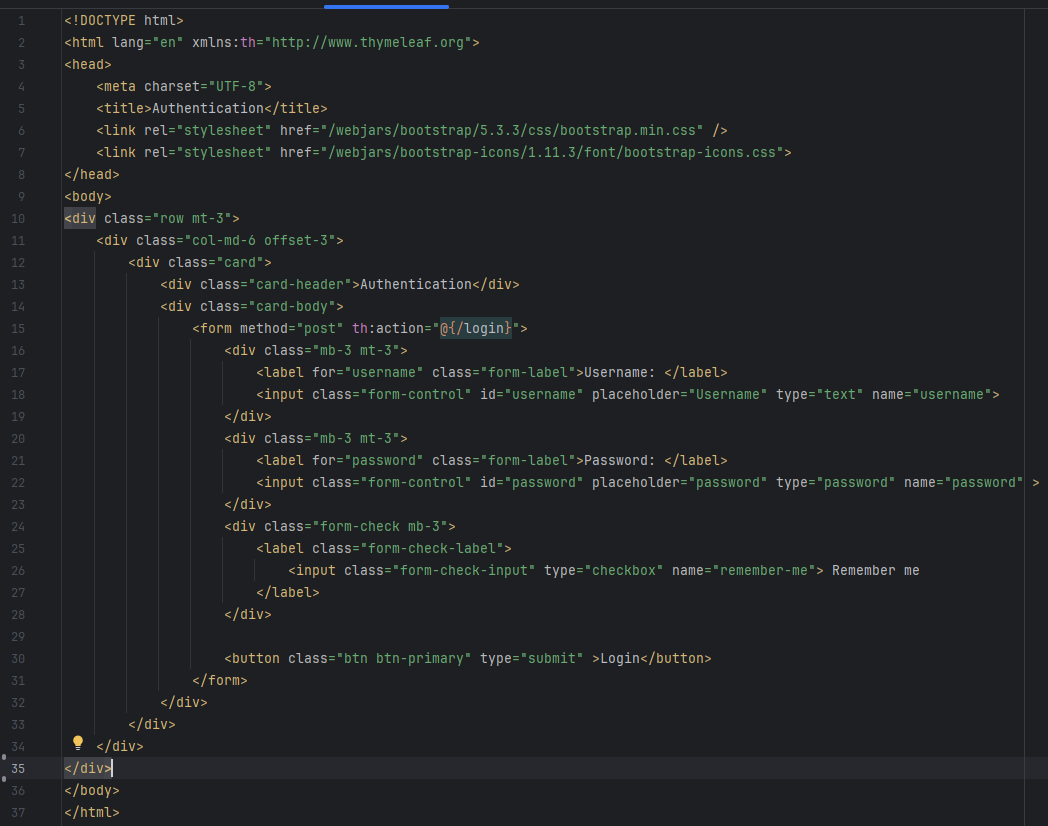 1 <!DOCTYPE html>
2 <html lang="en" xmlns:th="http://www.thymeleaf.org">
3 <head>
4     <meta charset="UTF-8">
5     <title>Authentication</title>
6     <link rel="stylesheet" href="/webjars/bootstrap/5.3.3/css/bootstrap.min.css" />
7     <link rel="stylesheet" href="/webjars/bootstrap-icons/1.11.3/font/bootstrap-icons.css">
8 </head>
9 <body>
10 <div class="row mt-3">
11     <div class="col-md-6 offset-3">
12         <div class="card">
13             <div class="card-header">Authentication</div>
14             <div class="card-body">
15                 <form method="post" th:action="@{/login}">
16                     <div class="mb-3 mt-3">
17                         <label for="username" class="form-label">Username: </label>
18                         <input class="form-control" id="username" placeholder="Username" type="text" name="username">
19                     </div>
20                     <div class="mb-3 mt-3">
21                         <label for="password" class="form-label">Password: </label>
22                         <input class="form-control" id="password" placeholder="password" type="password" name="password" >
23                     </div>
24                     <div class="form-check mb-3">
25                         <label class="form-check-label">
26                             <input class="form-check-input" type="checkbox" name="remember-me"> Remember me
27                         </label>
28                     </div>
29
30                     <button class="btn btn-primary" type="submit" >Login</button>
31                 </form>
32             </div>
33         </div>
34     </div>
35 </div>
36 </body>
37 </html>